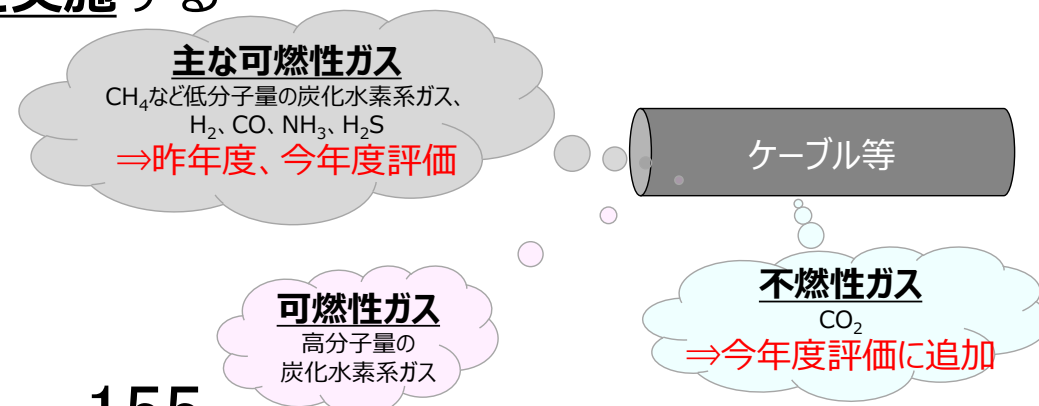 を実施する
主な可燃性ガス
CH₄など低分子量の炭化水素系ガス、
H₂、CO、NH₃、H₂S
⇒昨年度、今年度評価
ケーブル等
可燃性ガス
高分子量の
炭化水素系ガス
不燃性ガス
CO₂
⇒今年度評価に追加
155